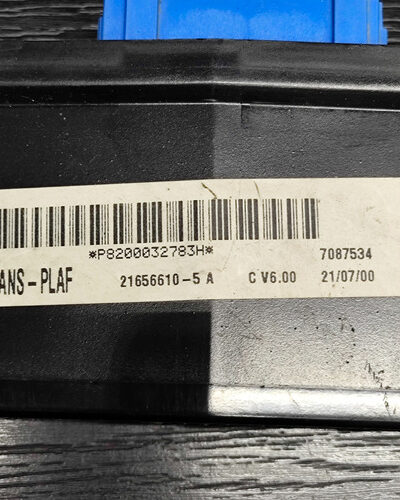 *P8200032783H* 7087534
ANS-PLAF 21656610-5 A C V6.00 21/07/00